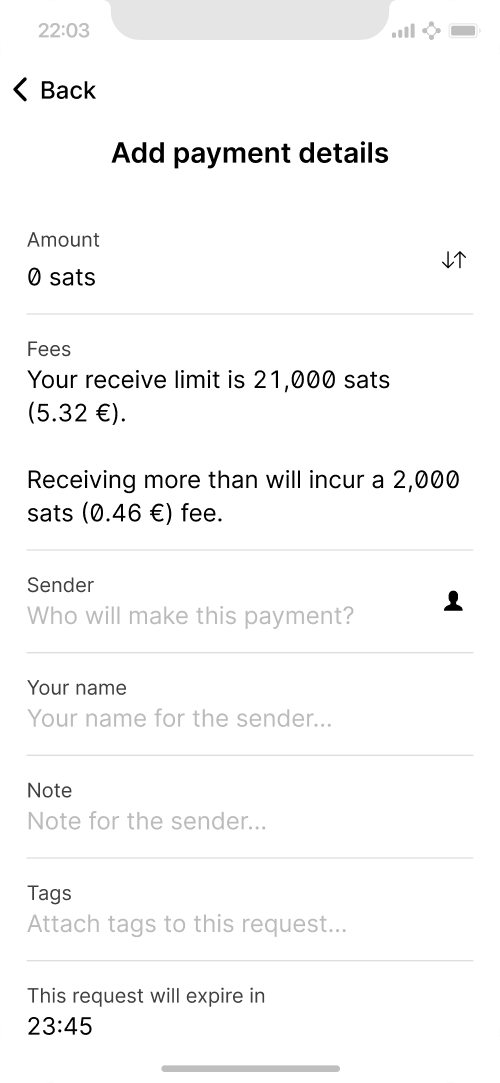 22:03
Back
Add payment details
Amount
0 sats
Fees
Your receive limit is 21,000 sats
(5.32 €).
Receiving more than will incur a 2,000
sats (0.46 €) fee.
Sender
Who will make this payment?
Your name
Your name for the sender...
Note
Note for the sender...
Tags
Attach tags to this request...
This request will expire in
23:45